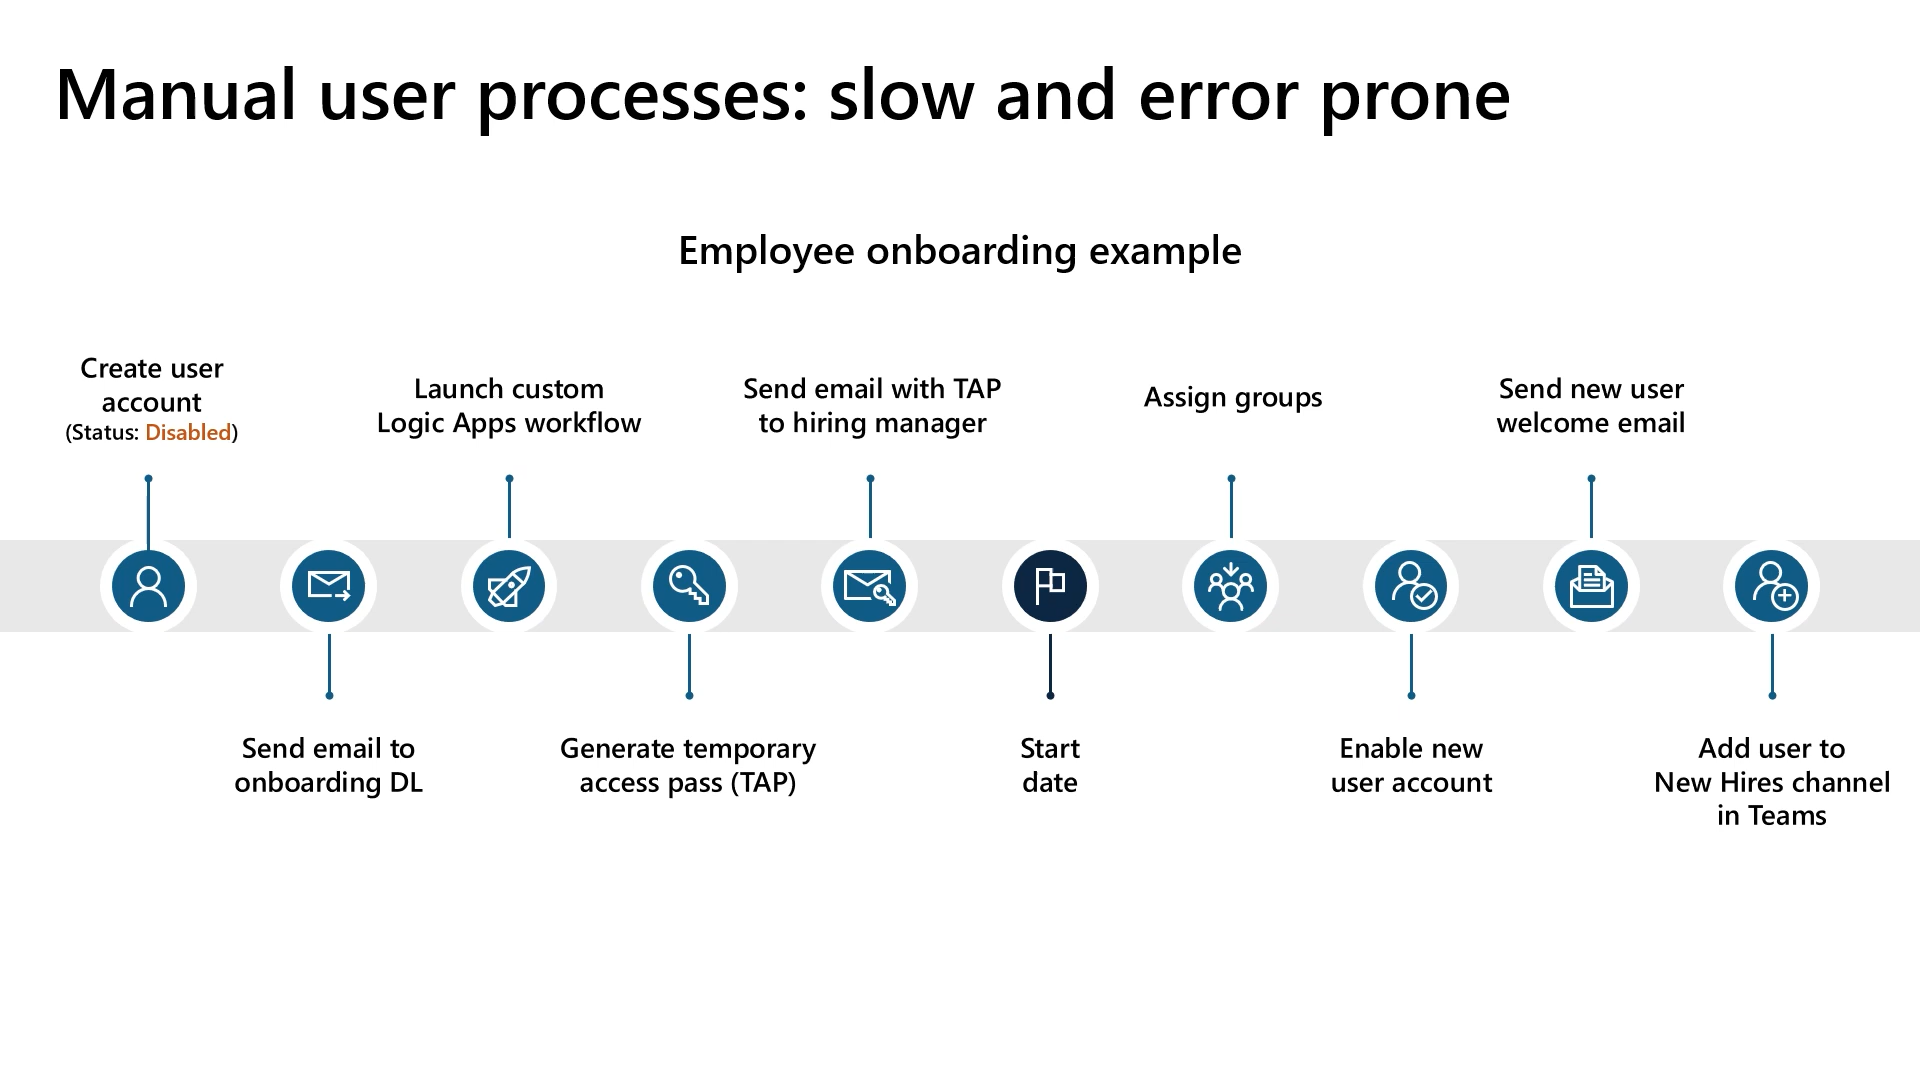 Manual user processes: slow and error prone
Employee onboarding example
Create user
account
(Status: Disabled)
Send email to
onboarding DL
Launch custom
Logic Apps workflow
Generate temporary
access pass (TAP)
Send email with TAP
to hiring manager
Start
date
Assign groups
Enable new
user account
Send new user
welcome email
Add user to
New Hires channel
in Teams